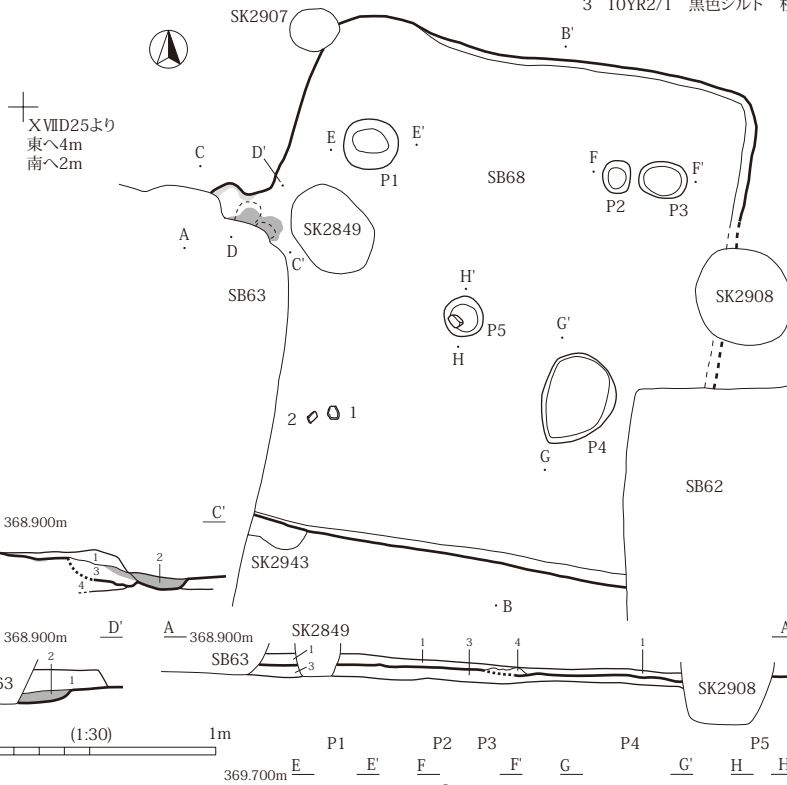 3 10YR2/1 黒色シルト
SK2907
B'
ⅩⅦD25より
東へ4m
南へ2m
C
D'
E
E'
P1
SB68
F
F'
P2
P3
SK2849
A
D
C'
SB63
H'
SK2908
P5
H
G'
2
1
P4
G
SB62
368.900m
C'
1
2
3
4
SK2943
B
368.900m
D'
A
368.900m
SK2849
A
2
1
63
SB63
1
3
1
3
4
1
SK2908
(1:30)
1m
P1
P2
P3
P4
P5
369.700m
E
E'
F
F'
G
G'
H
H